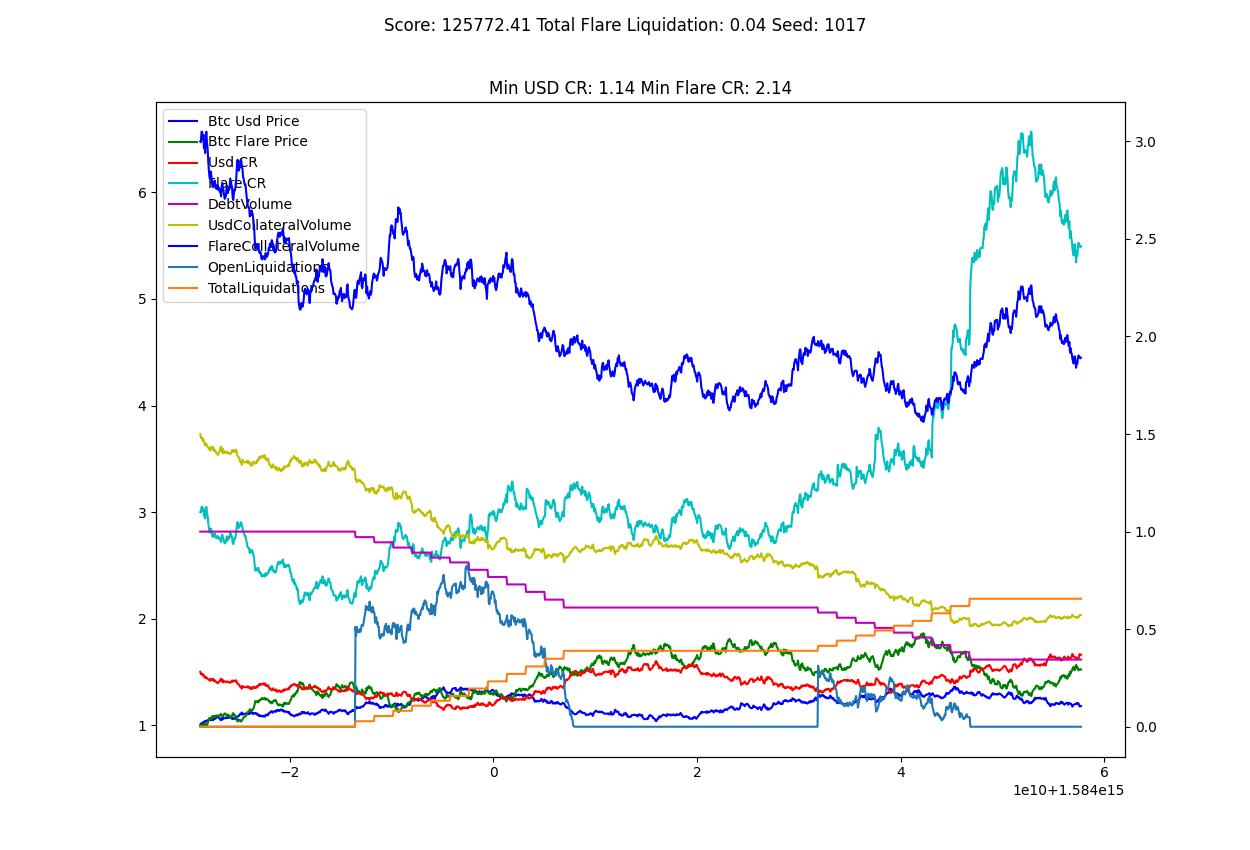 Score: 125772.41 Total Flare Liquidation: 0.04 Seed: 1017
Min USD CR: 1.14 Min Flare CR: 2.14
Btc Usd Price
Btc Flare Price
Usd CR
Flare CR
DebtVolume
UsdCollateralVolume
FlareCollateralVolume
OpenLiquidations
TotalLiquidations
6
5
4
3
2
1
3.0
2.5
2.0
1.5
1.0
0.5
0.0
−2
0
2
4
6
1e10+1.584e15